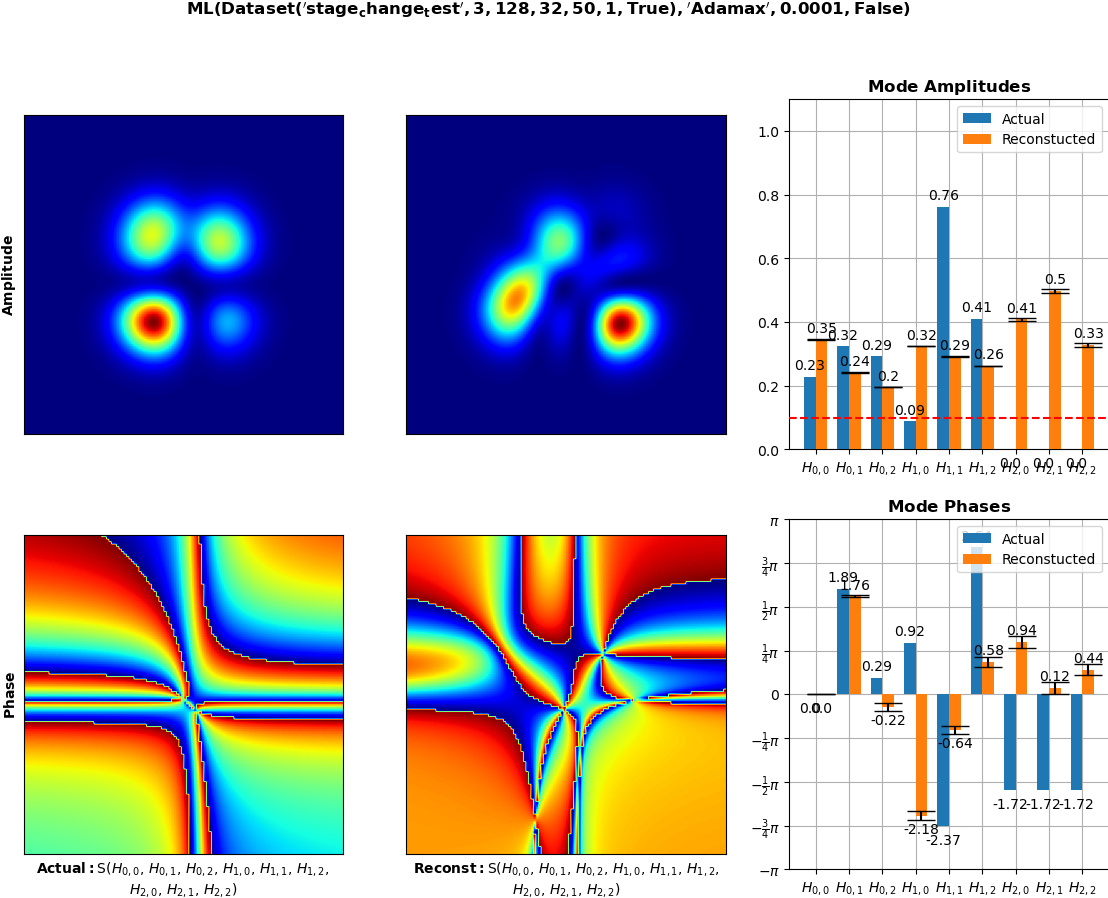 ML(Dataset('stage_change_test', 3, 128, 32, 50, 1, True), 'Adamax', 0.0001, False)
Amplitude
Mode Amplitudes
Actual
Reconstucted
1.0
0.8
0.6
0.4
0.2
0.0
0.23
0.35
0.32
0.24
0.29
0.2
0.09
0.32
0.76
0.29
0.41
0.26
0.0
0.41
0.0
0.5
0.0
0.33
H0,0 H0,1 H0,2 H1,0 H1,1 H1,2 H2,0 H2,1 H2,2
Phase
Mode Phases
Actual
Reconstucted
π
3/4π
1/2π
1/4π
0
−1/4π
−1/2π
−3/4π
−π
0.0
0.0
1.89
1.76
0.29
-0.22
0.92
-2.18
-2.37
-0.64
0.58
-1.72
0.94
-1.72
0.12
-1.72
0.44
H0,0 H0,1 H0,2 H1,0 H1,1 H1,2 H2,0 H2,1 H2,2
Actual: S(H0,0, H0,1, H0,2, H1,0, H1,1, H1,2,
H2,0, H2,1, H2,2)
Reconst: S(H0,0, H0,1, H0,2, H1,0, H1,1, H1,2,
H2,0, H2,1, H2,2)